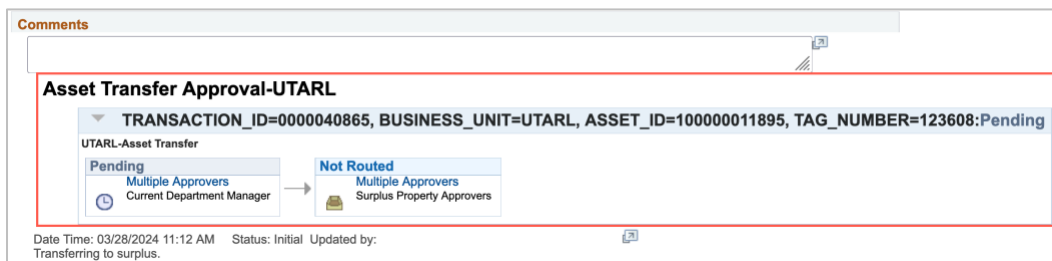 Comments
Asset Transfer Approval-UTARL
TRANSACTION_ID=0000040865, BUSINESS_UNIT=UTARL, ASSET_ID=100000011895, TAG_NUMBER=123608:Pending
UTARL-Asset Transfer
Pending
Multiple Approvers
Current Department Manager
Not Routed
Multiple Approvers
Surplus Property Approvers
Date Time: 03/28/2024 11:12 AM Status: Initial Updated by:
Transferring to surplus.